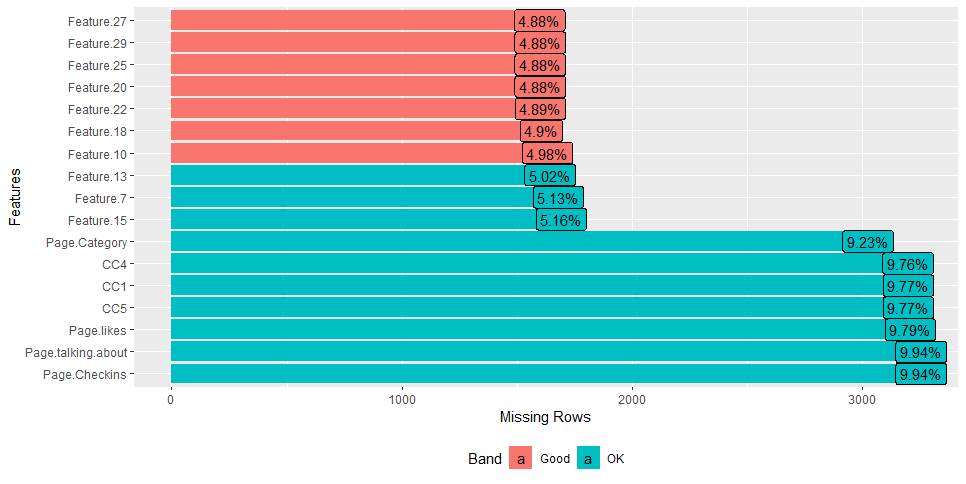 Feature.27 4.88%
Feature.29 4.88%
Feature.25 4.88%
Feature.20 4.88%
Feature.22 4.89%
Feature.18 4.9%
Feature.10 4.98%
Feature.13 5.02%
Feature.7 5.13%
Feature.15 5.16%
Page.Category 9.23%
CC4 9.76%
CC1 9.77%
CC5 9.77%
Page.likes 9.79%
Page.talking.about 9.94%
Page.Checkins 9.94%
Features
0 1000 2000 3000
Missing Rows
Band a Good a OK